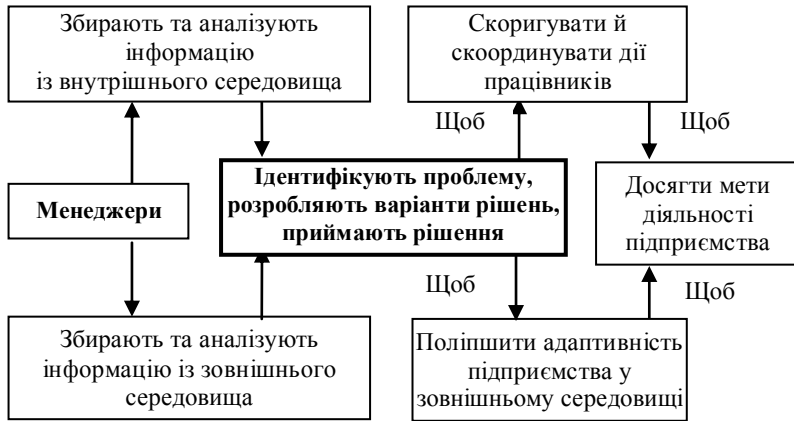 Збирають та аналізують
інформацію
із внутрішнього середовища
Скоригувати й
скоординувати дії
працівників
Щоб
Щоб
Менеджери
Ідентифікують проблему,
розробляють варіанти рішень,
приймають рішення
Досягти мети
діяльності
підприємства
Щоб
Щоб
Збирають та аналізують
інформацію із зовнішнього
середовища
Поліпшити адаптивність
підприємства у
зовнішньому середовищі